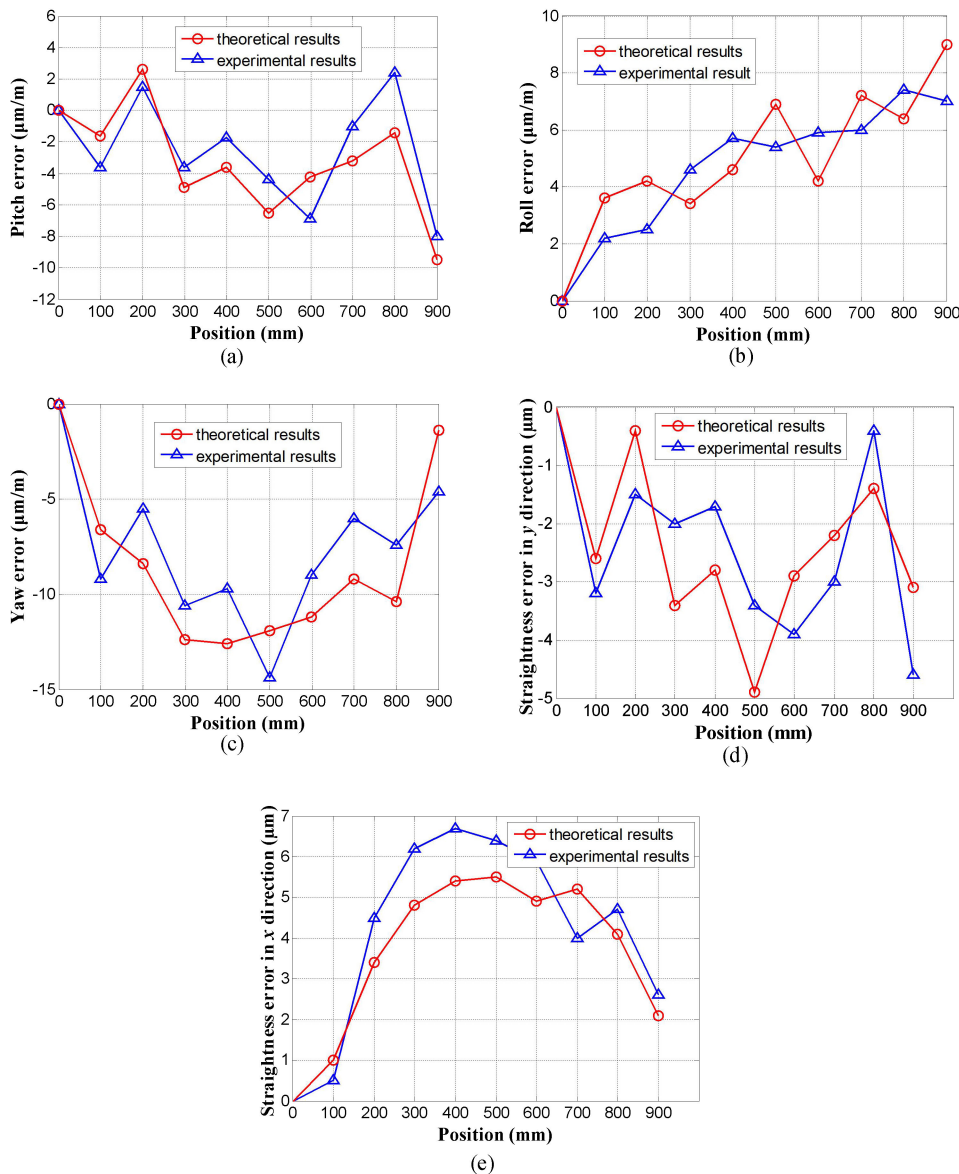 6
4
2
0
-2
-4
-6
-8
-10
-12
Pitch error (μm/m)
theoretical results
experimental results
0 100 200 300 400 500 600 700 800 900
Position (mm)
(a)
10
8
6
4
2
0
Roll error (μm/m)
theoretical results
experimental result
0 100 200 300 400 500 600 700 800 900
Position (mm)
(b)
0
-5
-10
-15
Yaw error (μm/m)
theoretical results
experimental results
0 100 200 300 400 500 600 700 800 900
Position (mm)
(c)
0
-1
-2
-3
-4
-5
Straightness error in y direction (μm)
theoretical results
experimental results
0 100 200 300 400 500 600 700 800 900
Position (mm)
(d)
7
6
5
4
3
2
1
0
Straightness error in x direction (μm)
theoretical results
experimental results
0 100 200 300 400 500 600 700 800 900
Position (mm)
(e)